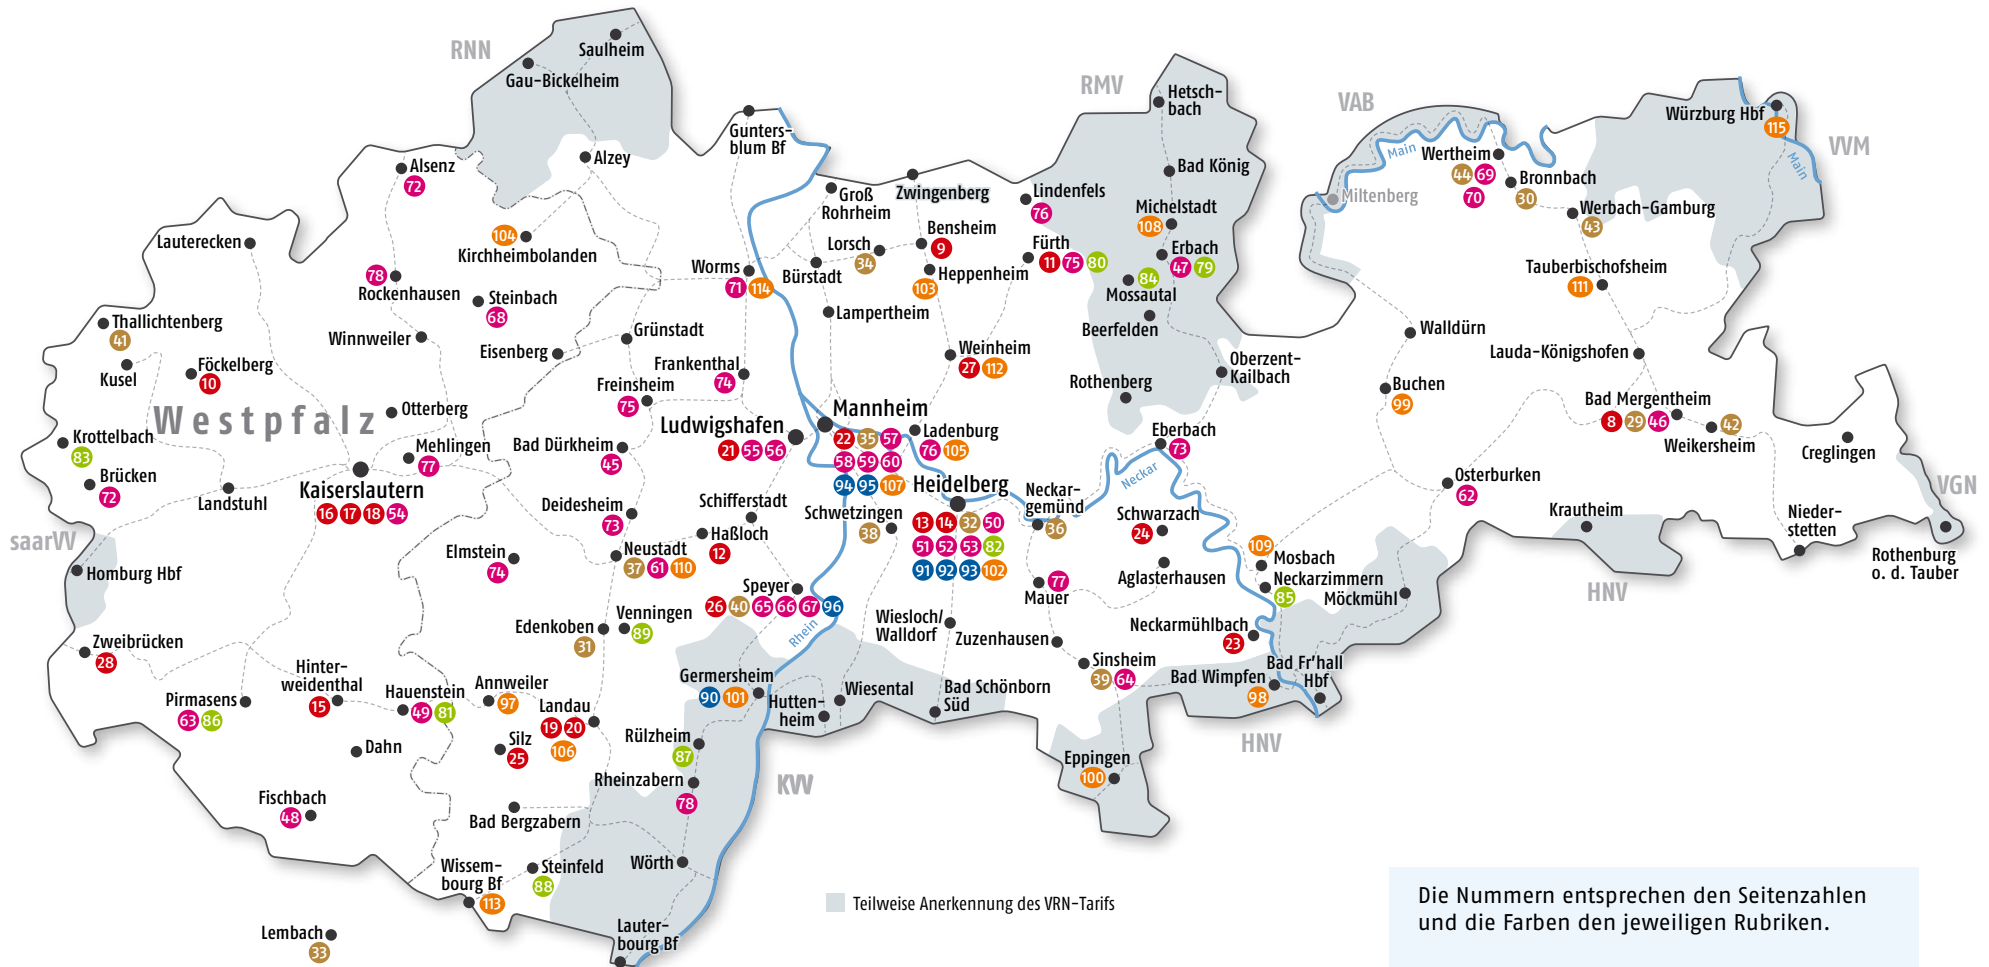 RNN
Saulheim
Gau-Bickelheim
RMV
Hetsch-
bach
VAB
Würzburg Hbf
115
VVM
Main
Main
Gunters-
blum Bf
Alzey
Alsenz
72
Bad König
Wertheim
44 69
70
Bronnbach
30
Miltenberg
Werbach-Gamburg
43
Groß
Rohrheim
Zwingenberg
Lindenfels
76
Michelstadt
108
Lauterecken
104
Kirchheimbolanden
Lorsch
34
Bensheim
9
Fürth
11 75 80
Erbach
47 79
84
Mossautal
Tauberbischofsheim
111
78
Rockenhausen
Worms
71 114
Bürstadt
Heppenheim
103
Steinbach
68
Lampertheim
Beerfelden
Thallichtenberg
41
Winnweiler
Grünstadt
Eisenberg
Walldürn
Lauda-Königshofen
Kusel
Föckelberg
10
Frankenthal
74
Weinheim
27 112
Oberzent-
Kailbach
Freinsheim
75
Rothenberg
Buchen
99
Westpfalz
Otterberg
Mannheim
22 35 57
58 59 60
94 95 107
Ludwigshafen
21 55 56
Ladenburg
76 105
Bad Mergentheim
8 29 46
42
Weikersheim
Krottelbach
83
Mehlingen
77
Bad Dürkheim
45
Eberbach
73
Creglingen
Brücken
72
Landstuhl
Kaiserslautern
16 17 18 54
Heidelberg
13 14 32 50
51 52 53 82
91 92 93 102
Neckar
Osterburken
62
VGN
Deidesheim
73
Schifferstadt
Schwetzingen
38
Neckar-
gemünd
36
Schwarzach
24
Krautheim
Nieder-
stetten
saarVV
Homburg Hbf
Haßloch
12
Elmstein
74
Neustadt
37 61 110
Rothenburg
o. d. Tauber
109
Mosbach
Aglasterhausen
Neckarzimmern
85
Möckmühl
HNV
Speyer
26 40 65 66 67 96
77
Mauer
Edenkoben
31
Venningen
89
Rhein
Wiesloch/
Walldorf
Zuzenhausen
Neckarmühlbach
23
Zweibrücken
28
Sinsheim
39 64
Bad Fr'hall
Hbf
Bad Wimpfen
98
Hinter-
weidenthal
15
Pirmasens
63 86
Hauenstein
49 81
Annweiler
97
Germersheim
90 101
Hutten-
heim
Wiesental
Bad Schönborn
Süd
Landau
19 20
106
Dahn
Silz
25
Rülzheim
87
HNV
Eppingen
100
Rheinzabern
78
KVV
Fischbach
48
Bad Bergzabern
Wissem-
bourg Bf
113
Steinfeld
88
Wörth
Lembach
33
Lauter-
bourg Bf
Teilweise Anerkennung des VRN-Tarifs
Die Nummern entsprechen den Seitenzahlen
und die Farben den jeweiligen Rubriken.